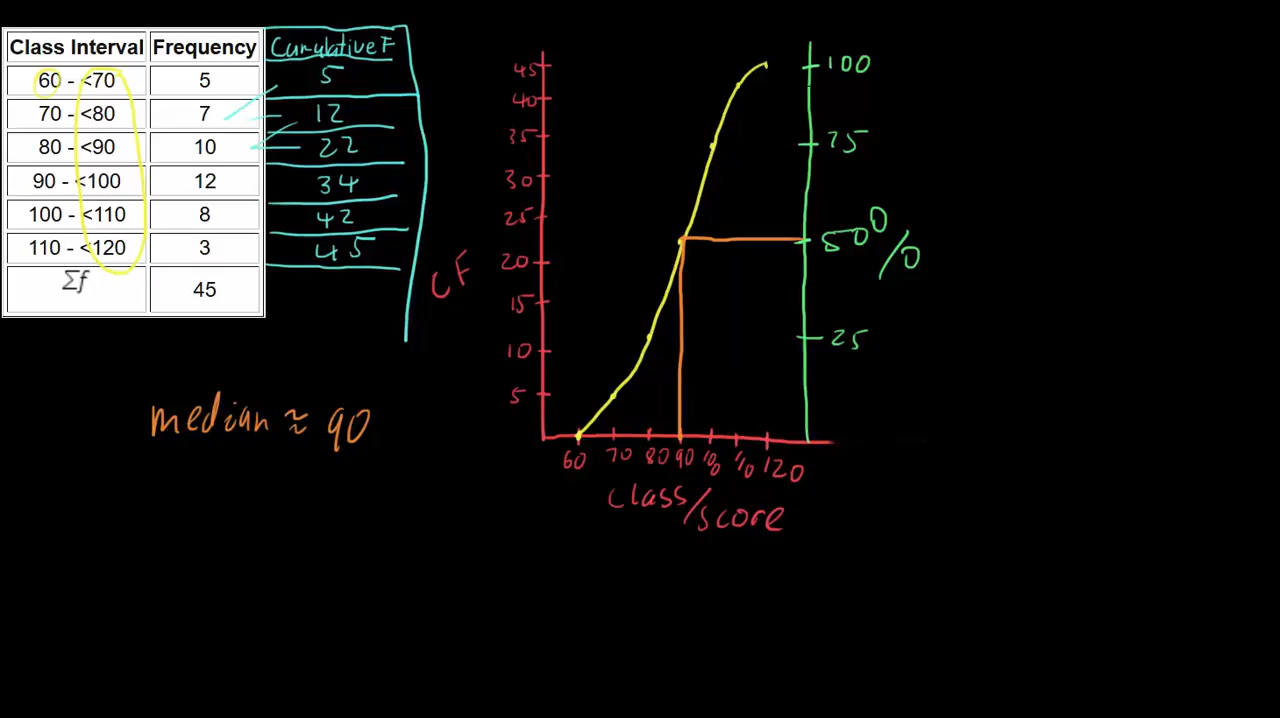 Class Interval Frequency Cumulative F
60 - <70 5 5
70 - <80 7 12
80 - <90 10 22
90 - <100 12 34
100 - <110 8 42
110 - <120 3 45
Σf 45
median ≈ 90
CF
45
40
35
30
25
20
15
10
5
60 70 80 90 100 110 120
class/score
100
75
50%
25